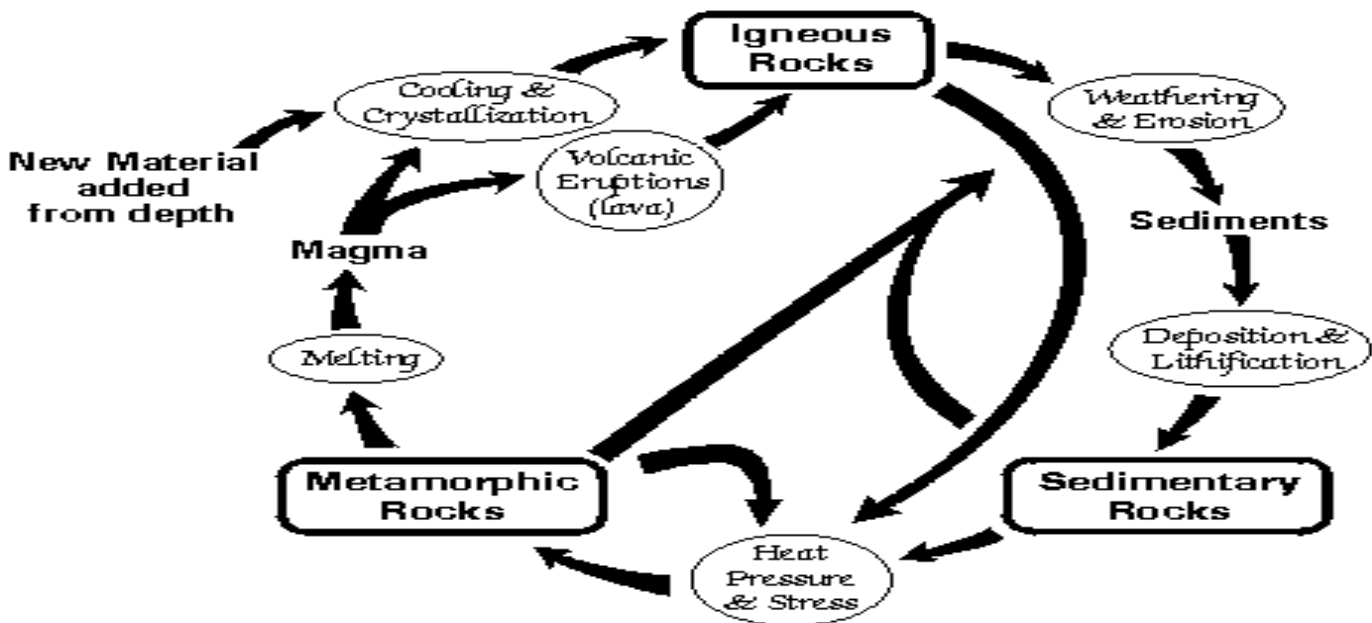 Igneous
Rocks
Cooling &
Crystallization
Weathering
& Erosion
New Material
added
from depth
Volcanic
Eruptions
(lava)
Magma
Sediments
Melting
Deposition &
Lithification
Metamorphic
Rocks
Sedimentary
Rocks
Heat
Pressure
& Stress